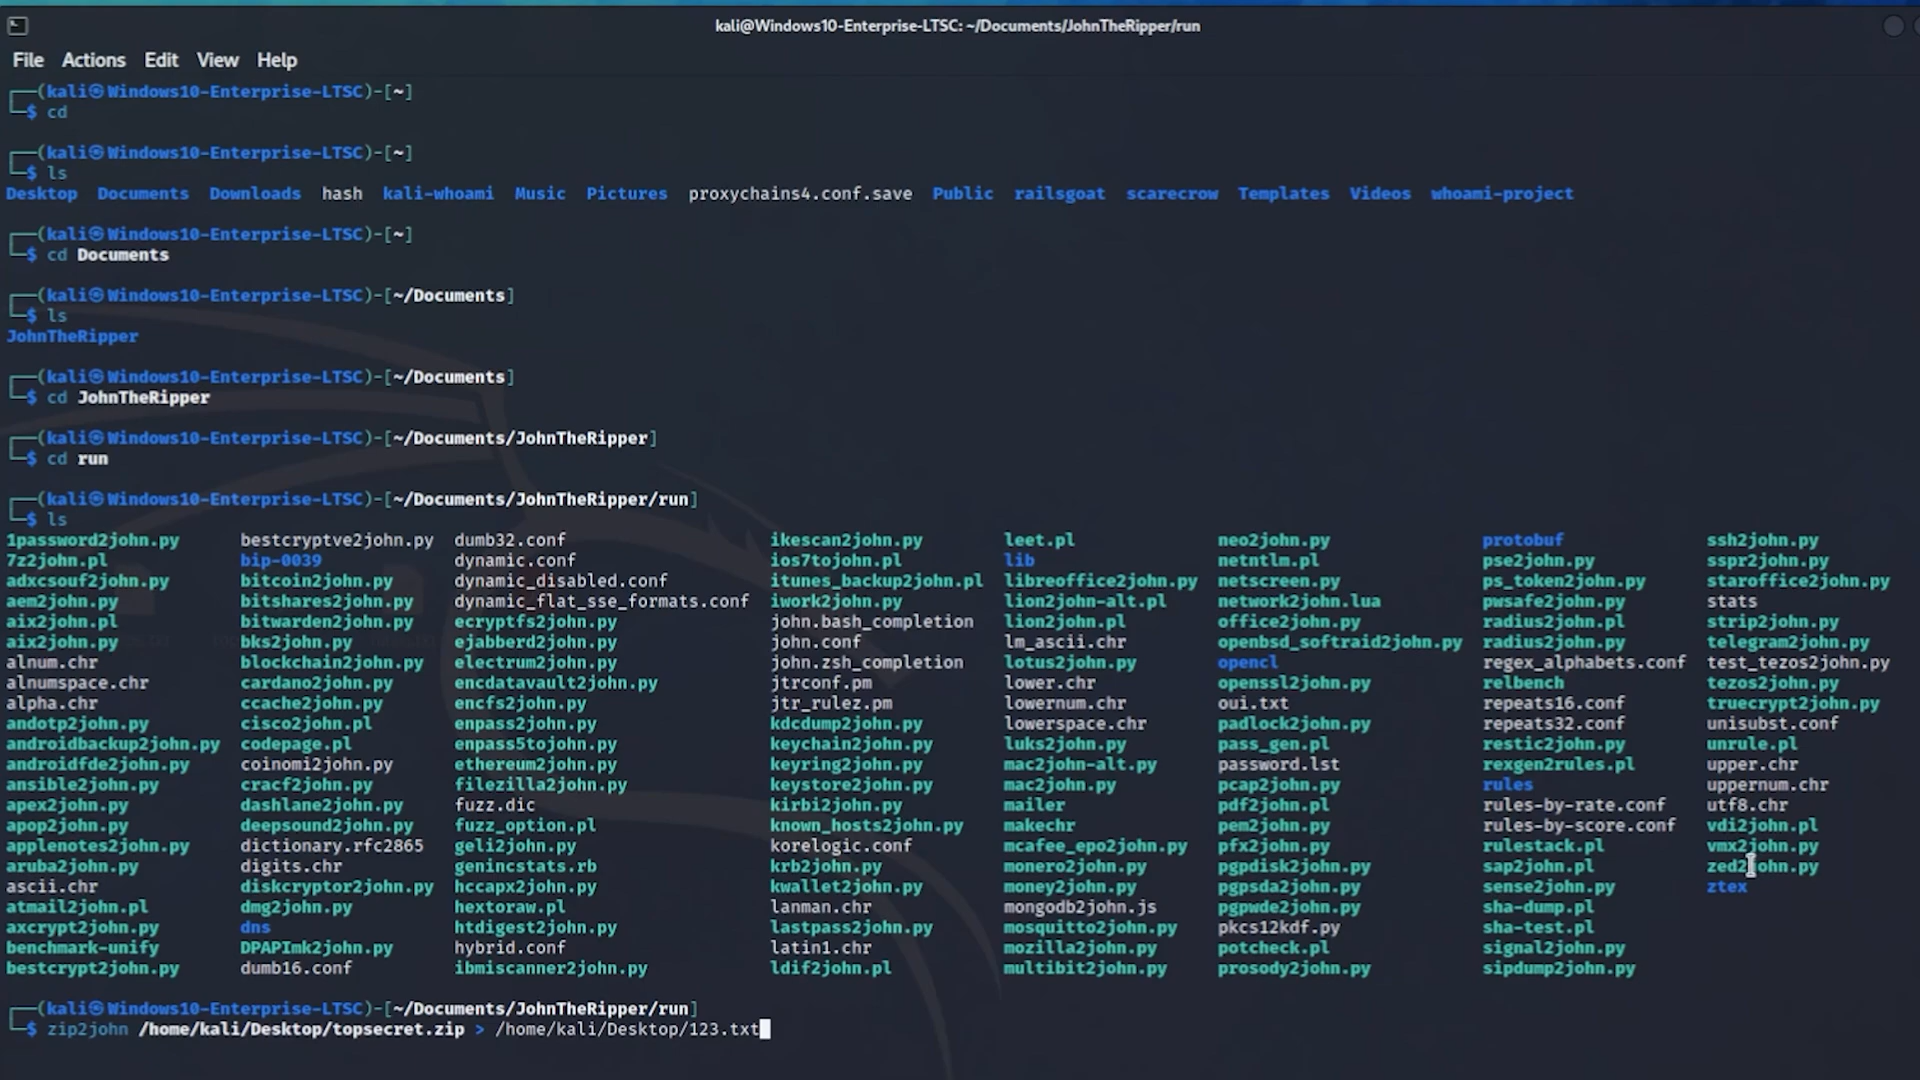 kali@Windows10-Enterprise-LTSC: ~/Documents/JohnTheRipper/run
File Actions Edit View Help
┌──(kali㉿Windows10-Enterprise-LTSC)-[~]
└─$ cd
┌──(kali㉿Windows10-Enterprise-LTSC)-[~]
└─$ ls
Desktop Documents Downloads hash kali-whoami Music Pictures proxychains4.conf.save Public railsgoat scarecrow Templates Videos whoami-project
┌──(kali㉿Windows10-Enterprise-LTSC)-[~]
└─$ cd Documents
┌──(kali㉿Windows10-Enterprise-LTSC)-[~/Documents]
└─$ ls
JohnTheRipper
┌──(kali㉿Windows10-Enterprise-LTSC)-[~/Documents]
└─$ cd JohnTheRipper
┌──(kali㉿Windows10-Enterprise-LTSC)-[~/Documents/JohnTheRipper]
└─$ cd run
┌──(kali㉿Windows10-Enterprise-LTSC)-[~/Documents/JohnTheRipper/run]
└─$ ls
1password2john.py bestcryptve2john.py dumb32.conf ikescan2john.py leet.pl neo2john.py protobuf ssh2john.py
7z2john.pl bip-0039 dynamic.conf ios7tojohn.pl lib netntlm.pl pse2john.py sspr2john.py
adxcsouf2john.py bitcoin2john.py dynamic_disabled.conf itunes_backup2john.pl libreoffice2john.py netscreen.py ps_token2john.py staroffice2john.py
aem2john.py bitshares2john.py dynamic_flat_sse_formats.conf iwork2john.py lion2john-alt.pl network2john.lua pwsafe2john.py stats
aix2john.pl bitwarden2john.py ecryptfs2john.py john.bash_completion lion2john.pl office2john.py radius2john.pl strip2john.py
aix2john.py bks2john.py ejabberd2john.py john.conf lm_ascii.chr openbsd_softraid2john.py radius2john.py telegram2john.py
alnum.chr blockchain2john.py electrum2john.py john.zsh_completion lotus2john.py opencl regex_alphabets.conf test_tezos2john.py
alnumspace.chr cardano2john.py encdatavault2john.py jtrconf.pm lower.chr openssl2john.py relbench tezos2john.py
alpha.chr ccache2john.py encfs2john.py jtr_rulez.pm lowernum.chr oui.txt repeats16.conf truecrypt2john.py
andotp2john.py cisco2john.pl enpass2john.py kdcdump2john.py lowerspace.chr padlock2john.py repeats32.conf unisubst.conf
androidbackup2john.py codepage.pl enpass5tojohn.py keychain2john.py luks2john.py pass_gen.pl restic2john.py unrule.pl
androidfde2john.py coinomi2john.py ethereum2john.py keyring2john.py mac2john-alt.py password.lst rexgen2rules.pl upper.chr
ansible2john.py cracf2john.py filezilla2john.py keystore2john.py mac2john.py pcap2john.py rules uppernum.chr
apex2john.py dashlane2john.py fuzz.dic kirbi2john.py mailer pdf2john.pl rules-by-rate.conf utf8.chr
apop2john.py deepsound2john.py fuzz_option.pl known_hosts2john.py makechr pem2john.py rules-by-score.conf vdi2john.pl
applenotes2john.py dictionary.rfc2865 geli2john.py korelogic.conf mcafee_epo2john.py pfx2john.py rulestack.pl vmx2john.py
aruba2john.py digits.chr genincstats.rb krb2john.py monero2john.py pgpdisk2john.py sap2john.pl zed2john.py
ascii.chr diskcryptor2john.py hccapx2john.py kwallet2john.py money2john.py pgpsda2john.py sense2john.py ztex
atmail2john.pl dmg2john.py hextoraw.pl lanman.chr mongodb2john.js pgpwde2john.py sha-dump.pl
axcrypt2john.py dns htdigest2john.py lastpass2john.py mosquitto2john.py pkcs12kdf.py sha-test.pl
benchmark-unify DPAPImk2john.py hybrid.conf latin1.chr mozilla2john.py potcheck.pl signal2john.py
bestcrypt2john.py dumb16.conf ibmiscanner2john.py ldif2john.pl multibit2john.py prosody2john.py sipdump2john.py
┌──(kali㉿Windows10-Enterprise-LTSC)-[~/Documents/JohnTheRipper/run]
└─$ zip2john /home/kali/Desktop/topsecret.zip > /home/kali/Desktop/123.txt